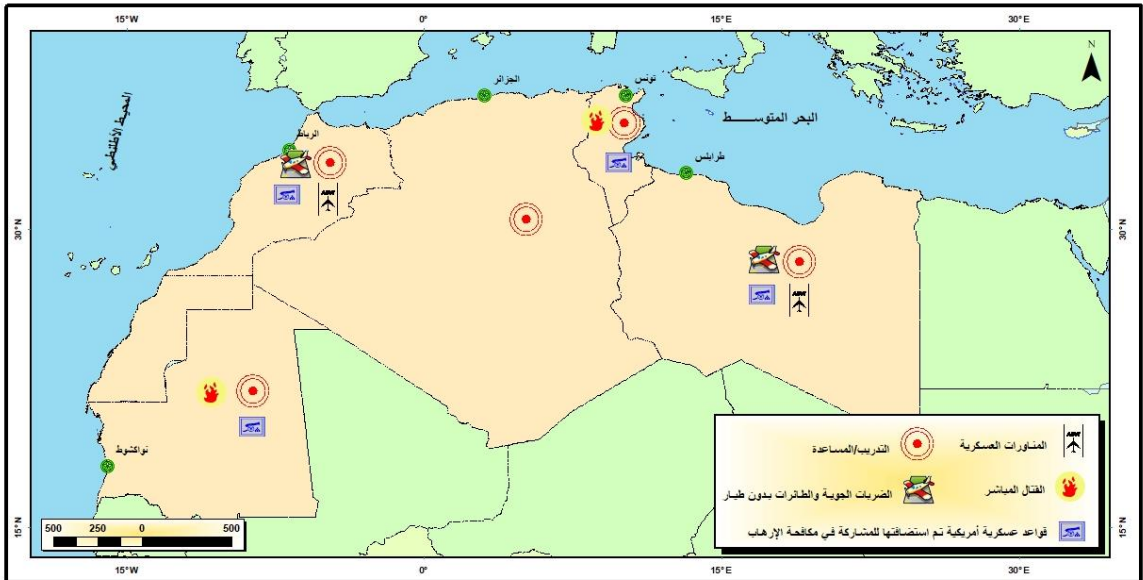 15°W 0° 15°E 30°E
N
المحيط الأطلنطي
الجزائر
تونس
الرباط
البحر المتوسط
طرابلس
30°N 30°N
نواكشوط
المناورات العسكرية
التدريب/المساعدة
القتال المباشر
الضربات الجوية والطائرات بدون طيار
قواعد عسكرية أمريكية تم استضافتها للمشاركة في مكافحة الإرهاب
500 250 0 500
15°N 15°N
15°W 0° 15°E 30°E